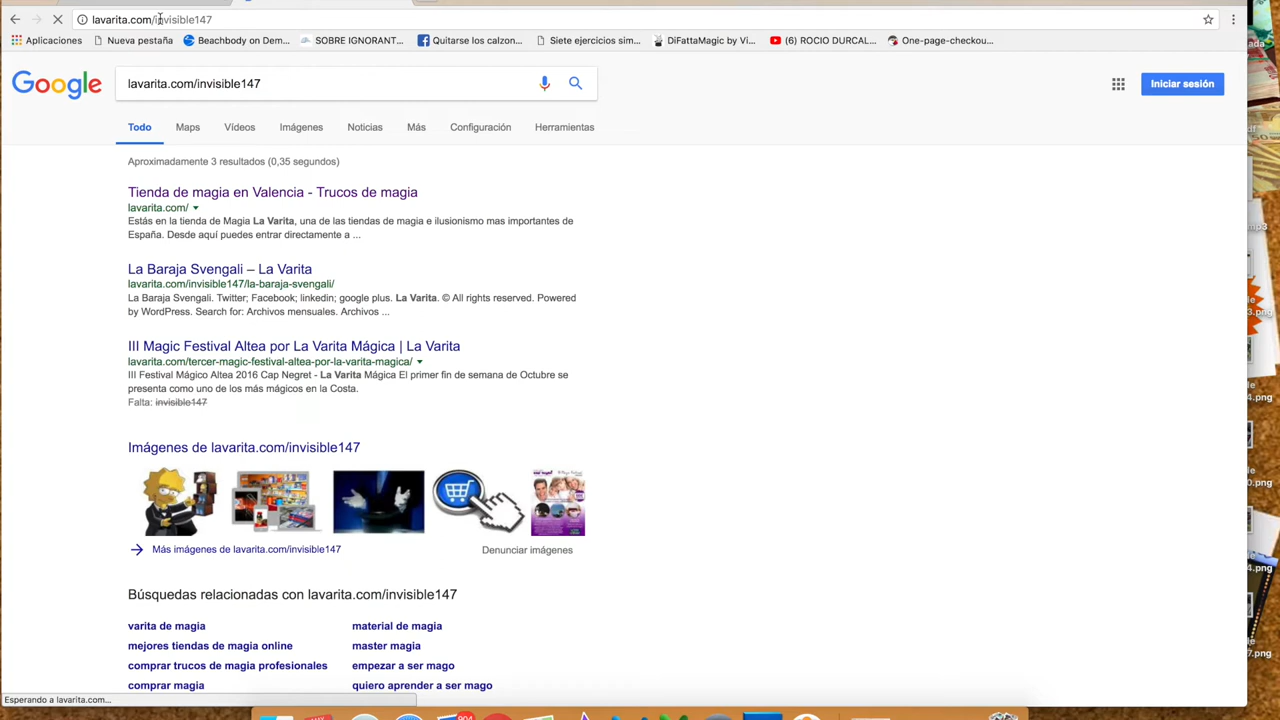 lavarita.com/invisible147
Aplicaciones Nueva pestaña Beachbody on Dem... SOBRE IGNORANT... Quitarse los calzon... Siete ejercicios sim... DiFattaMagic by Vi... (6) ROCIO DURCAL... One-page-checkou...
Google lavarita.com/invisible147 Iniciar sesión
Todo Maps Vídeos Imágenes Noticias Más Configuración Herramientas
Aproximadamente 3 resultados (0,35 segundos)
Tienda de magia en Valencia - Trucos de magia
lavarita.com/
Estás en la tienda de Magia La Varita, una de las tiendas de magia e ilusionismo mas importantes de
España. Desde aquí puedes entrar directamente a ...
La Baraja Svengali – La Varita
lavarita.com/invisible147/la-baraja-svengali/
La Baraja Svengali. Twitter; Facebook; linkedin; google plus. La Varita. © All rights reserved. Powered
by WordPress. Search for: Archivos mensuales. Archivos ...
III Magic Festival Altea por La Varita Mágica | La Varita
lavarita.com/tercer-magic-festival-altea-por-la-varita-magica/
III Festival Mágico Altea 2016 Cap Negret - La Varita Mágica El primer fin de semana de Octubre se
presenta como uno de los más mágicos en la Costa.
Falta: invisible147
Imágenes de lavarita.com/invisible147
Más imágenes de lavarita.com/invisible147 Denunciar imágenes
Búsquedas relacionadas con lavarita.com/invisible147
varita de magia material de magia
mejores tiendas de magia online master magia
comprar trucos de magia profesionales empezar a ser mago
comprar magia quiero aprender a ser mago
Esperando a lavarita.com...
904